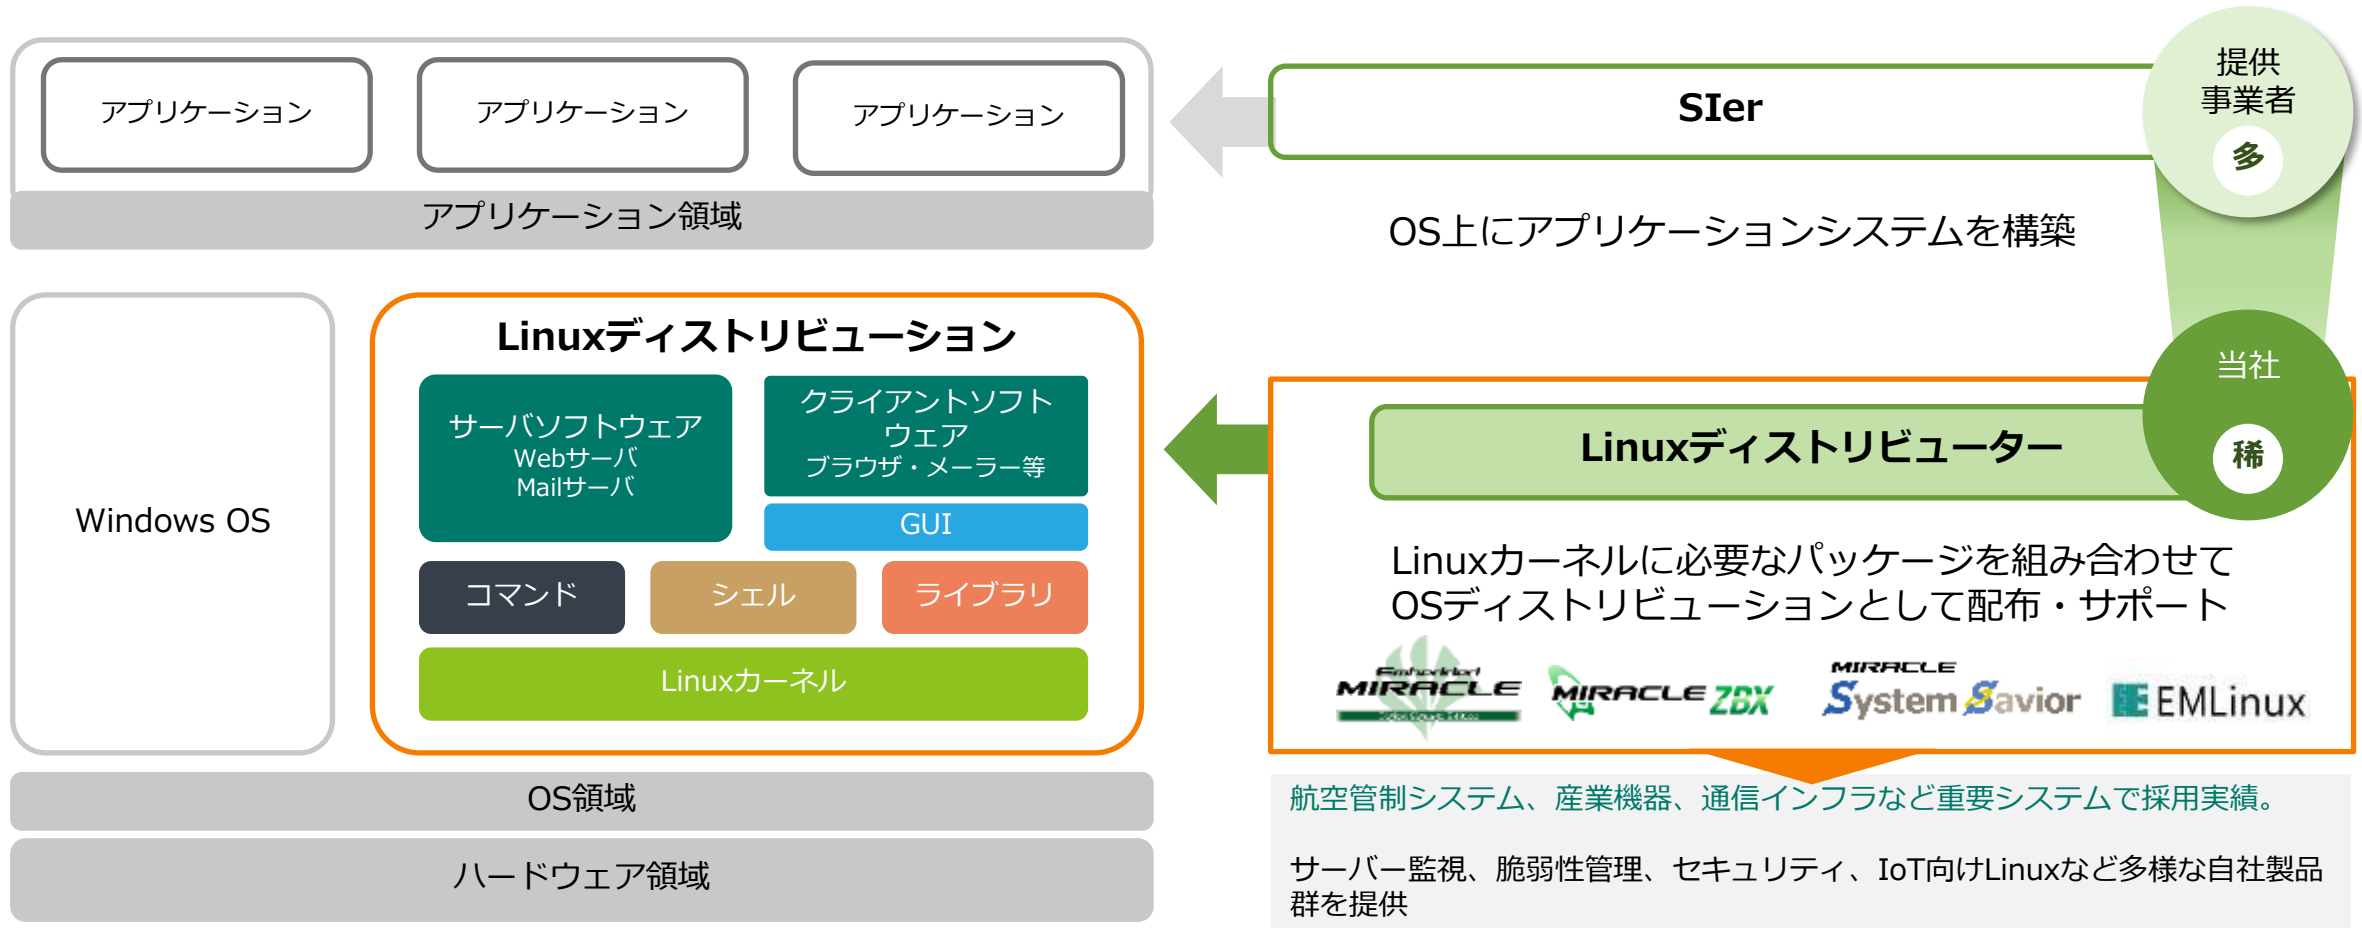 アプリケーション
アプリケーション
アプリケーション
アプリケーション領域
SIer
提供
事業者
多
OS上にアプリケーションシステムを構築
Windows OS
Linuxディストリビューション
サーバソフトウェア
Webサーバ
Mailサーバ
クライアントソフト
ウェア
ブラウザ・メーラー等
GUI
コマンド
シェル
ライブラリ
Linuxカーネル
OS領域
ハードウェア領域
当社
稀
Linuxディストリビューター
Linuxカーネルに必要なパッケージを組み合わせて
OSディストリビューションとして配布・サポート
Embedded
MIRACLE
MIRACLE ZBX
MIRACLE
System Savior
EMLinux
航空管制システム、産業機器、通信インフラなど重要システムで採用実績。
サーバー監視、脆弱性管理、セキュリティ、IoT向けLinuxなど多様な自社製品
群を提供